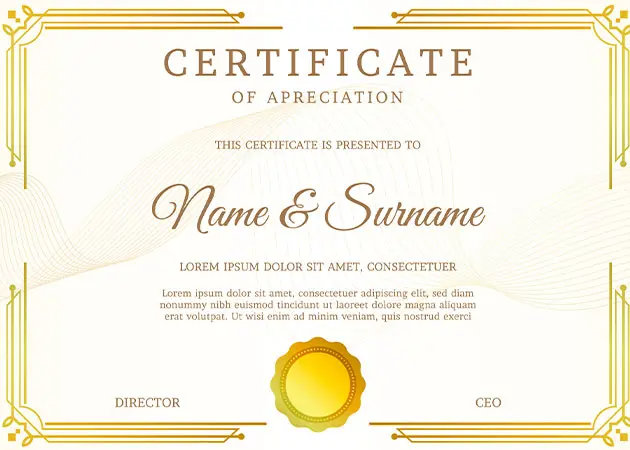 CERTIFICATE
OF APRECIATION
THIS CERTIFICATE IS PRESENTED TO
Name & Surname
LOREM IPSUM DOLOR SIT AMET, CONSECTETUER
Lorem ipsum dolor sit amet, consectetuer adipiscing elit, sed diam
nonummy nibh euismod tincidunt ut laoreet dolore magna aliquam
erat volutpat. Ut wisi enim ad minim veniam, quis nostrud exerci
DIRECTOR
CEO